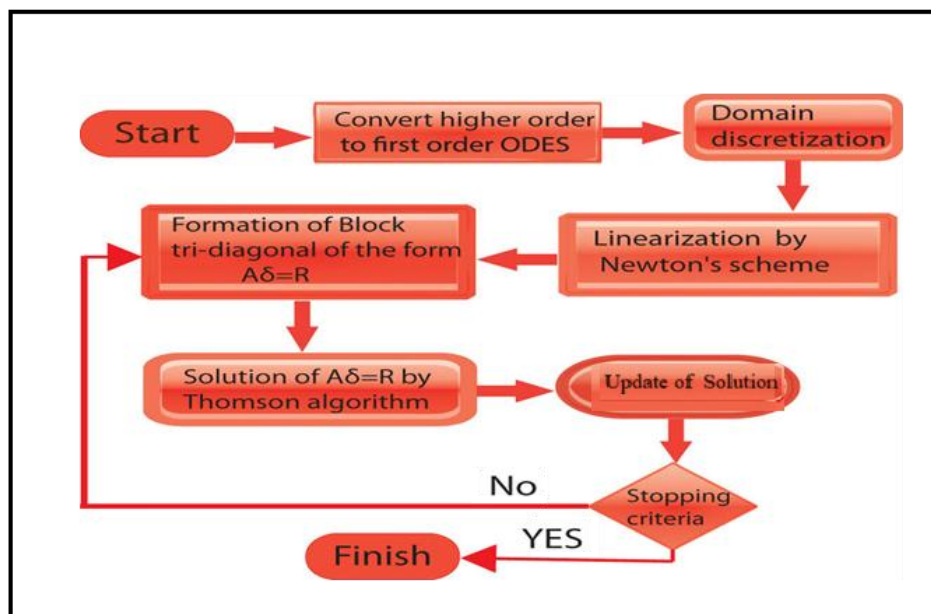 Start
Convert higher order
to first order ODES
Domain
discretization
Linearization by
Newton's scheme
Formation of Block
tri-diagonal of the form
Aδ=R
Solution of Aδ=R by
Thomson algorithm
Update of Solution
Stopping
criteria
No
YES
Finish